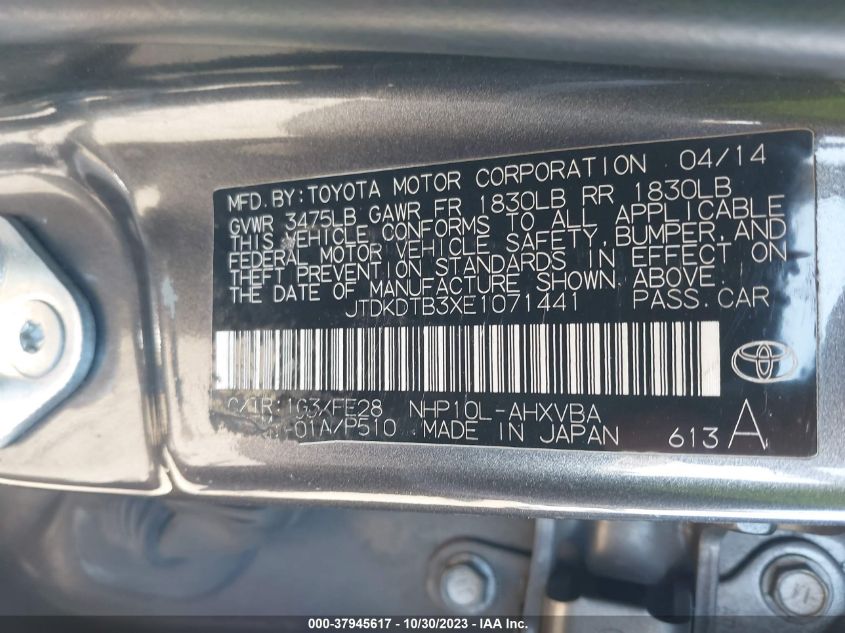 MFD. BY: TOYOTA MOTOR CORPORATION 04/14
GVWR 3475LB GAWR FR 1830LB RR 1830LB
THIS VEHICLE CONFORMS TO ALL APPLICABLE
FEDERAL MOTOR VEHICLE SAFETY, BUMPER, AND
THEFT PREVENTION STANDARDS IN EFFECT ON
THE DATE OF MANUFACTURE SHOWN ABOVE.
JTDKDTB3XE1071441 PASS. CAR
C/TR: 1G3XFE28 NHP10L-AHXVBA
01A/P510 MADE IN JAPAN 613 A
000-37945617 / 10/30/2023 - IAA Inc.